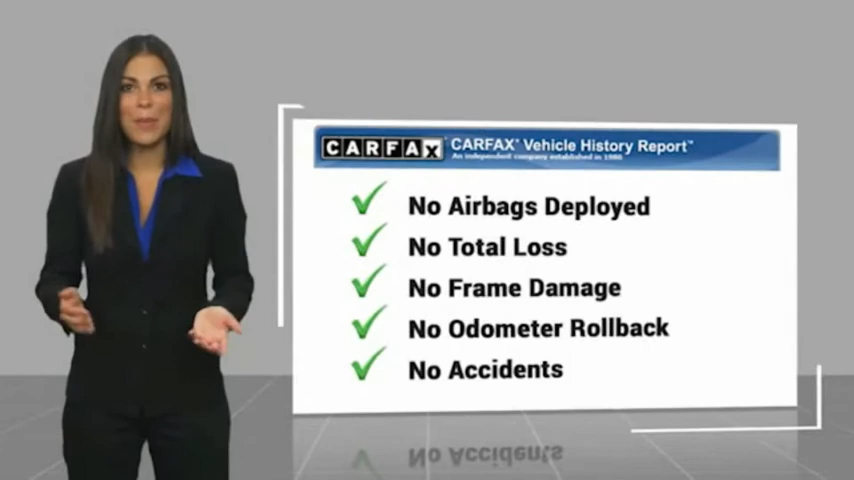 CARFAX CARFAX® Vehicle History Report™
An independent company established in 1986
No Airbags Deployed
No Total Loss
No Frame Damage
No Odometer Rollback
No Accidents
No Accidents